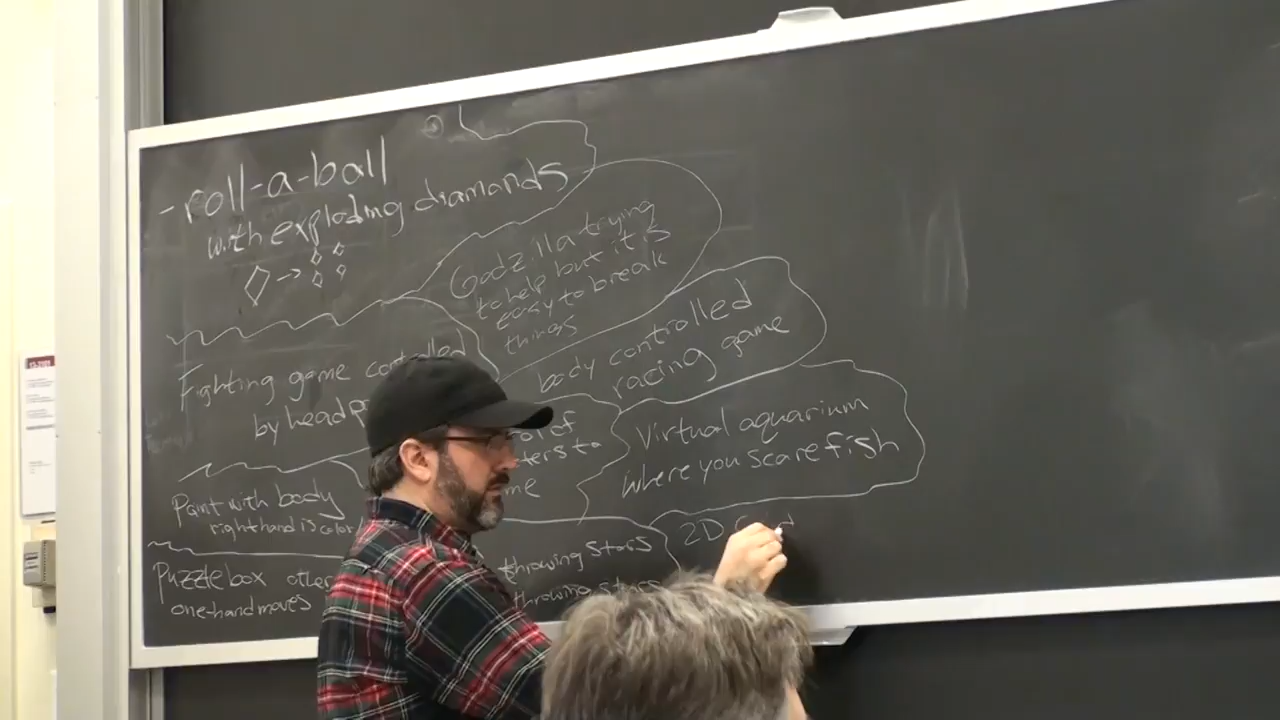 -roll-a-ball
with exploding diamands
Godzilla trying
to help but it is
easy to break
things
Fighting game controlled
by head
body controlled
racing game
Virtual aquarium
where you scare fish
Paint with body
right hand is color
Puzzle box other
one-hand moves
throwing stars
throwing stars
2D